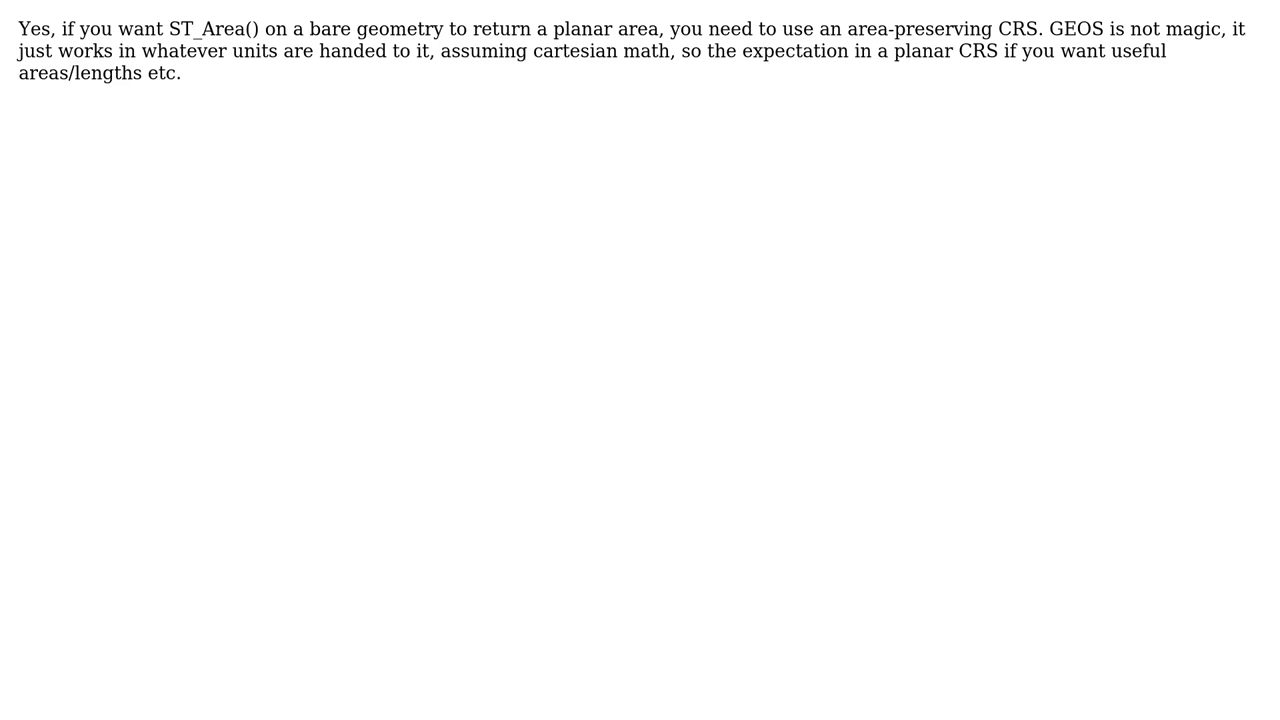 Yes, if you want ST_Area() on a bare geometry to return a planar area, you need to use an area-preserving CRS. GEOS is not magic, it
just works in whatever units are handed to it, assuming cartesian math, so the expectation in a planar CRS if you want useful
areas/lengths etc.